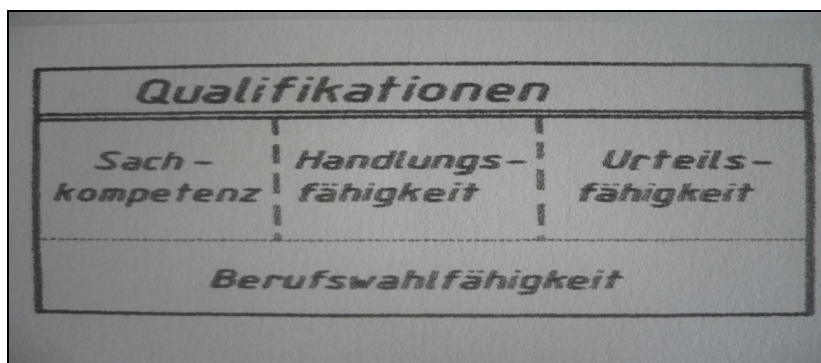 Qualifikationen
Sach-
kompetenz
Handlungs-
fähigkeit
Urteils-
fähigkeit
Berufswahlfähigkeit